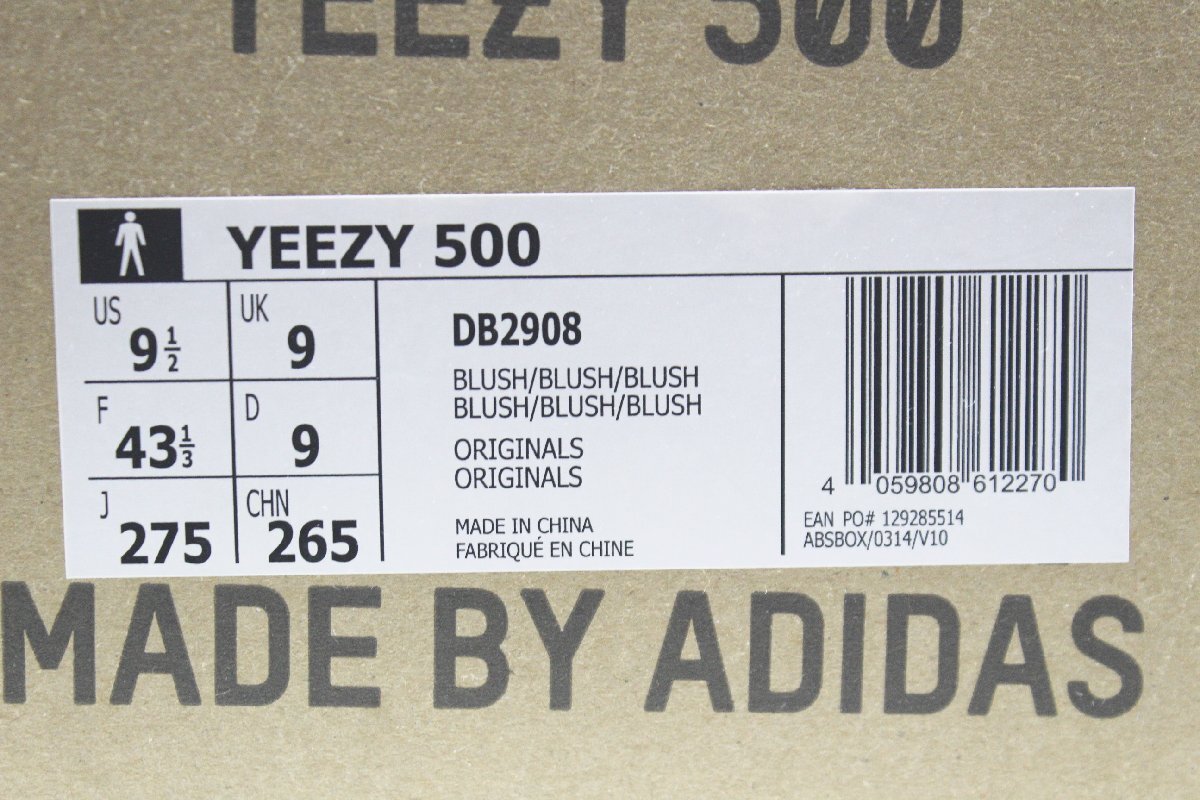 YEEZY 500
YEEZY 500
US 9 1/2 UK 9
F 43 1/3 D 9
J 275 CHN 265
DB2908
BLUSH/BLUSH/BLUSH
BLUSH/BLUSH/BLUSH
ORIGINALS
ORIGINALS
MADE IN CHINA
FABRIQUÉ EN CHINE
4 059808 612270
EAN PO# 129285514
ABSBOX/0314/V10
MADE BY ADIDAS